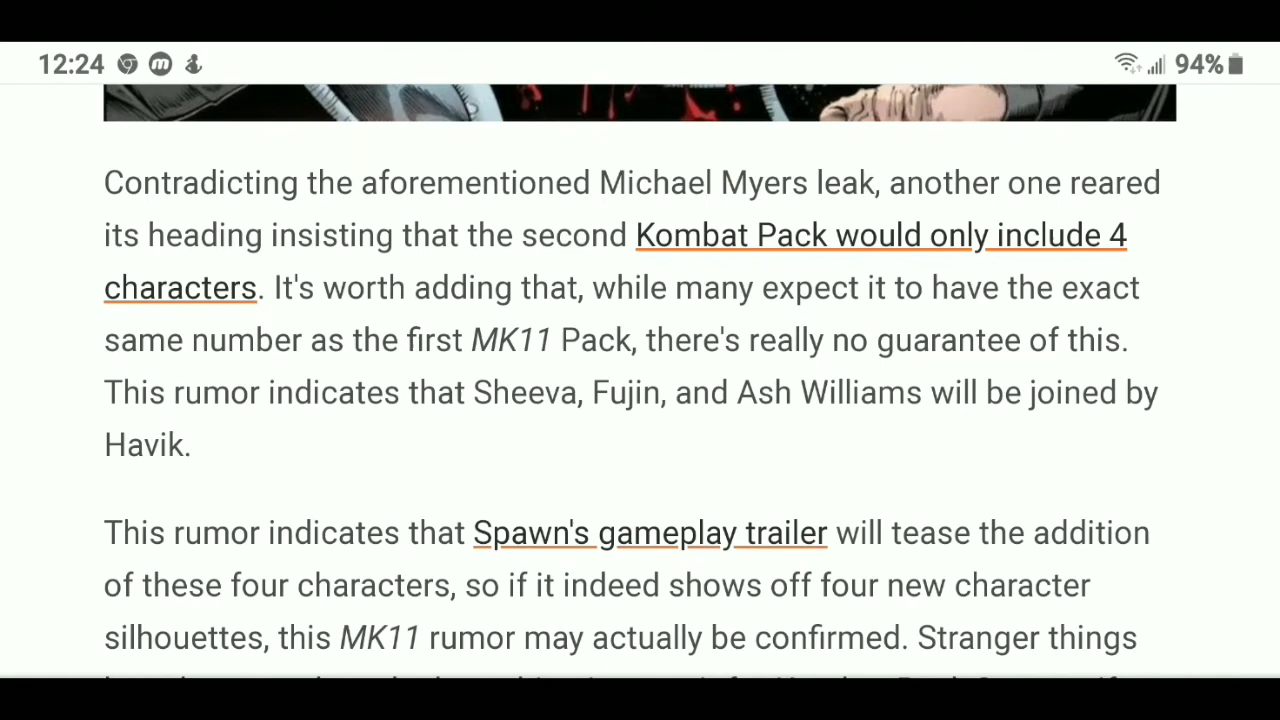 12:24 94%
Contradicting the aforementioned Michael Myers leak, another one reared
its heading insisting that the second Kombat Pack would only include 4
characters. It's worth adding that, while many expect it to have the exact
same number as the first MK11 Pack, there's really no guarantee of this.
This rumor indicates that Sheeva, Fujin, and Ash Williams will be joined by
Havik.
This rumor indicates that Spawn's gameplay trailer will tease the addition
of these four characters, so if it indeed shows off four new character
silhouettes, this MK11 rumor may actually be confirmed. Stranger things